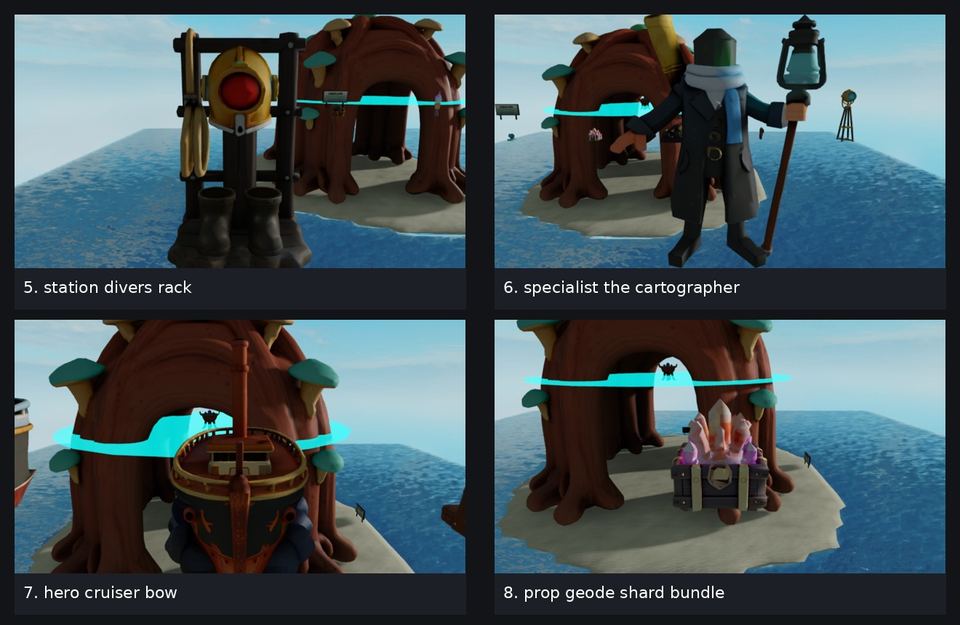 5. station divers rack
6. specialist the cartographer
7. hero cruiser bow
8. prop geode shard bundle